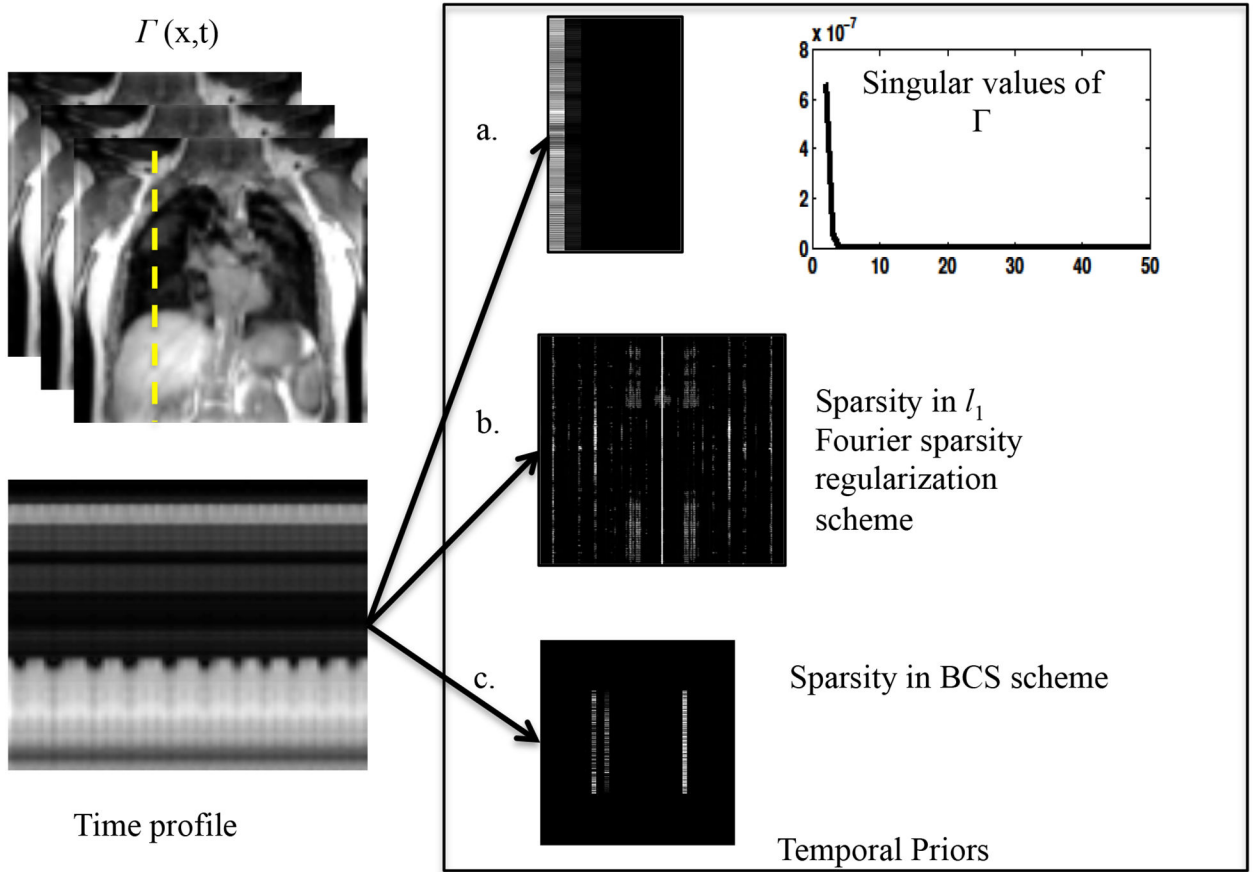 Γ (x,t)
Time profile
a.
x 10⁻⁷
8
6
4
2
0
0 10 20 30 40 50
Singular values of
Γ
b.
Sparsity in l₁
Fourier sparsity
regularization
scheme
c.
Sparsity in BCS scheme
Temporal Priors